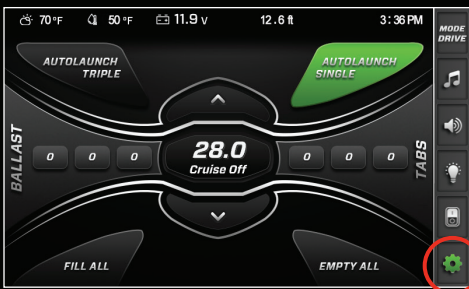 70°F 50°F 11.9 V 12.6 ft 3:36 PM
MODE
DRIVE
AUTOLAUNCH
TRIPLE
AUTOLAUNCH
SINGLE
BALLAST
0 0 0
28.0
Cruise Off
0 0 0
TABS
FILL ALL
EMPTY ALL